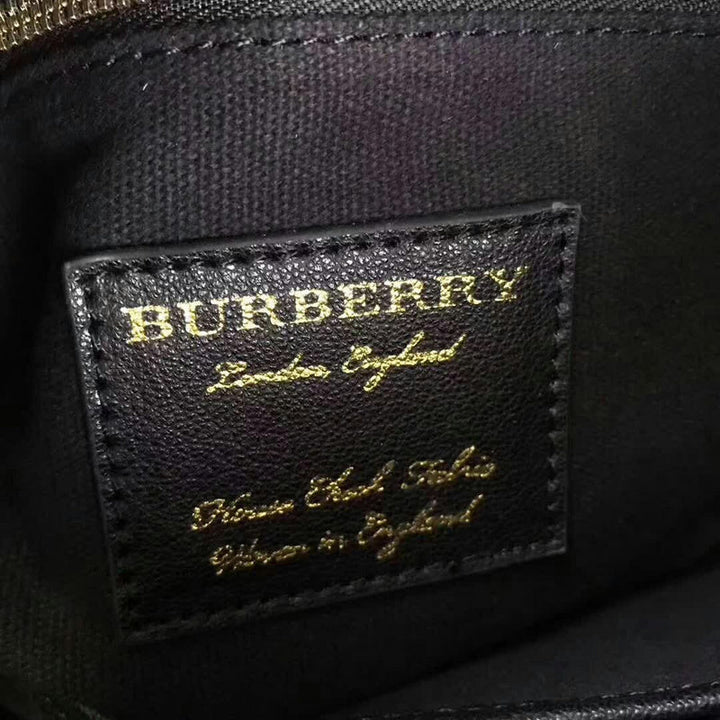 BURBERRY
London, England
House Check Fabric
Woven in England